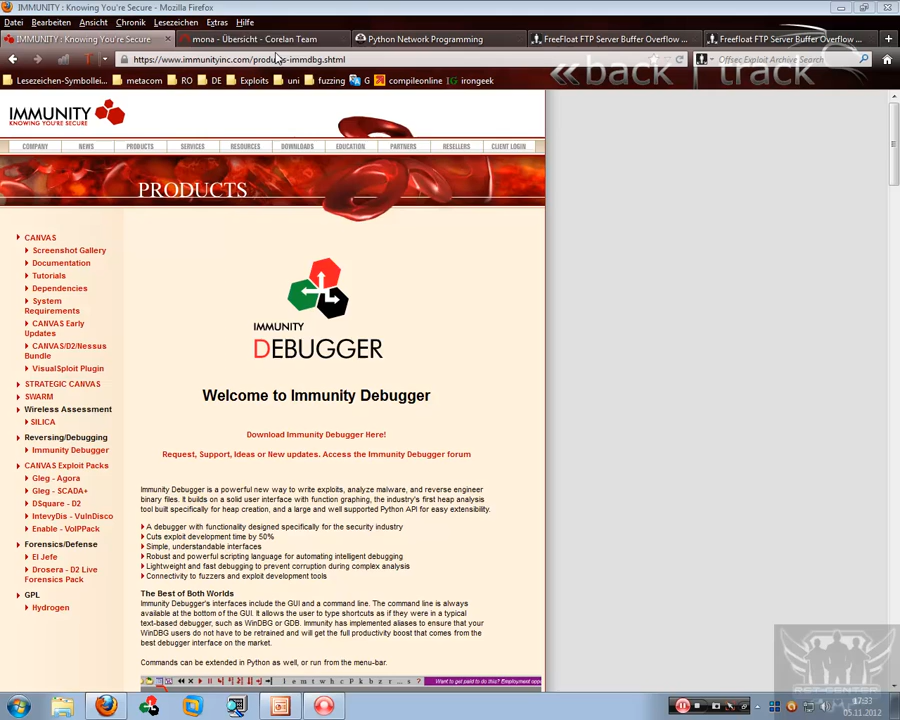 IMMUNITY : Knowing You're Secure - Mozilla Firefox
Datei Bearbeiten Ansicht Chronik Lesezeichen Extras Hilfe
IMMUNITY : Knowing You're Secure
mona - Übersicht - Corelan Team
Python Network Programming
FreeFloat FTP Server Buffer Overflow ...
FreeFloat FTP Server Buffer Overflow ...
https://www.immunityinc.com/products-immdbg.shtml
Offsec Exploit Archive Search
Lesezeichen-Symbollei... metacom RO DE Exploits uni fuzzing G compileonline irongeek
back track
IMMUNITY
KNOWING YOU'RE SECURE
COMPANY NEWS PRODUCTS SERVICES RESOURCES DOWNLOADS EDUCATION PARTNERS RESELLERS CLIENT LOGIN
PRODUCTS
CANVAS
Screenshot Gallery
Documentation
Tutorials
Dependencies
System
Requirements
CANVAS Early
Updates
CANVAS/D2/Nessus
Bundle
VisualSploit Plugin
STRATEGIC CANVAS
SWARM
Wireless Assessment
SILICA
Reversing/Debugging
Immunity Debugger
CANVAS Exploit Packs
Gleg - Agora
Gleg - SCADA+
DSquare - D2
IntevyDis - VulnDisco
Enable - VoIPPack
Forensics/Defense
El Jefe
Drosera - D2 Live
Forensics Pack
GPL
Hydrogen
IMMUNITY
DEBUGGER
Welcome to Immunity Debugger
Download Immunity Debugger Here!
Request, Support, Ideas or New updates. Access the Immunity Debugger forum
Immunity Debugger is a powerful new way to write exploits, analyze malware, and reverse engineer
binary files. It builds on a solid user interface with function graphing, the industry's first heap analysis
tool built specifically for heap creation, and a large and well supported Python API for easy extensibility.
A debugger with functionality designed specifically for the security industry
Cuts exploit development time by 50%
Simple, understandable interfaces
Robust and powerful scripting language for automating intelligent debugging
Lightweight and fast debugging to prevent corruption during complex analysis
Connectivity to fuzzers and exploit development tools
The Best of Both Worlds
Immunity Debugger's interfaces include the GUI and a command line. The command line is always
available at the bottom of the GUI. It allows the user to type shortcuts as if they were in a typical
text-based debugger, such as WinDBG or GDB. Immunity has implemented aliases to ensure that your
WinDBG users do not have to be retrained and will get the full productivity boost that comes from the
best debugger interface on the market.
Commands can be extended in Python as well, or run from the menu-bar.
l e m t w h c P k b z r ... s ? Want to get paid to do this? Employment opp
17:33
05.11.2012